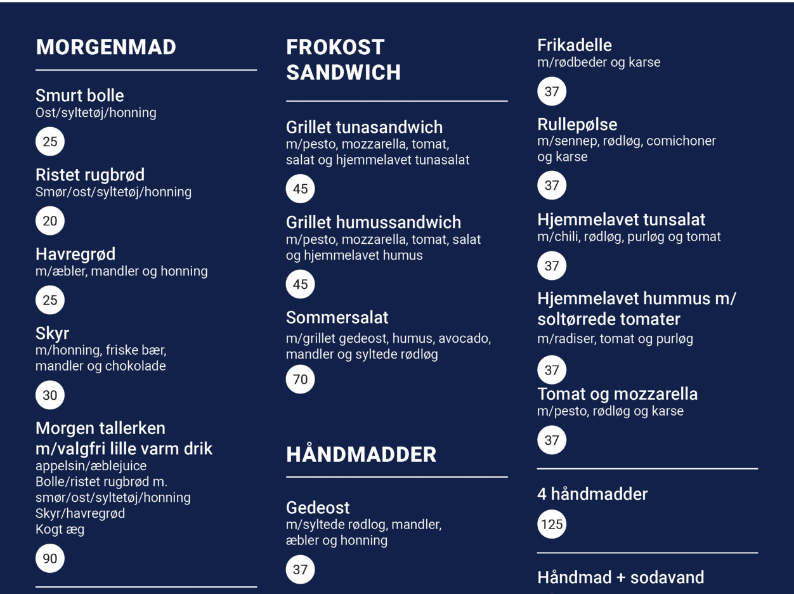 MORGENMAD
Smurt bolle
Ost/syltetøj/honning
25
Ristet rugbrød
Smør/ost/syltetøj/honning
20
Havregrød
m/æbler, mandler og honning
25
Skyr
m/honning, friske bær,
mandler og chokolade
30
Morgen tallerken
m/valgfri lille varm drik
appelsin/æblejuice
Bolle/ristet rugbrød m.
smør/ost/syltetøj/honning
Skyr/havregrød
Kogt æg
90
FROKOST
SANDWICH
Grillet tunasandwich
m/pesto, mozzarella, tomat,
salat og hjemmelavet tunasalat
45
Grillet humussandwich
m/pesto, mozzarella, tomat, salat
og hjemmelavet humus
45
Sommersalat
m/grillet gedeost, humus, avocado,
mandler og syltede rødløg
70
HÅNDMADDER
Gedeost
m/syltede rødlog, mandler,
æbler og honning
37
Frikadelle
m/rødbeder og karse
37
Rullepølse
m/sennep, rødløg, comichoner
og karse
37
Hjemmelavet tunsalat
m/chili, rødløg, purløg og tomat
37
Hjemmelavet hummus m/
soltørrede tomater
m/radiser, tomat og purløg
37
Tomat og mozzarella
m/pesto, rødløg og karse
37
4 håndmadder
125
Håndmad + sodavand